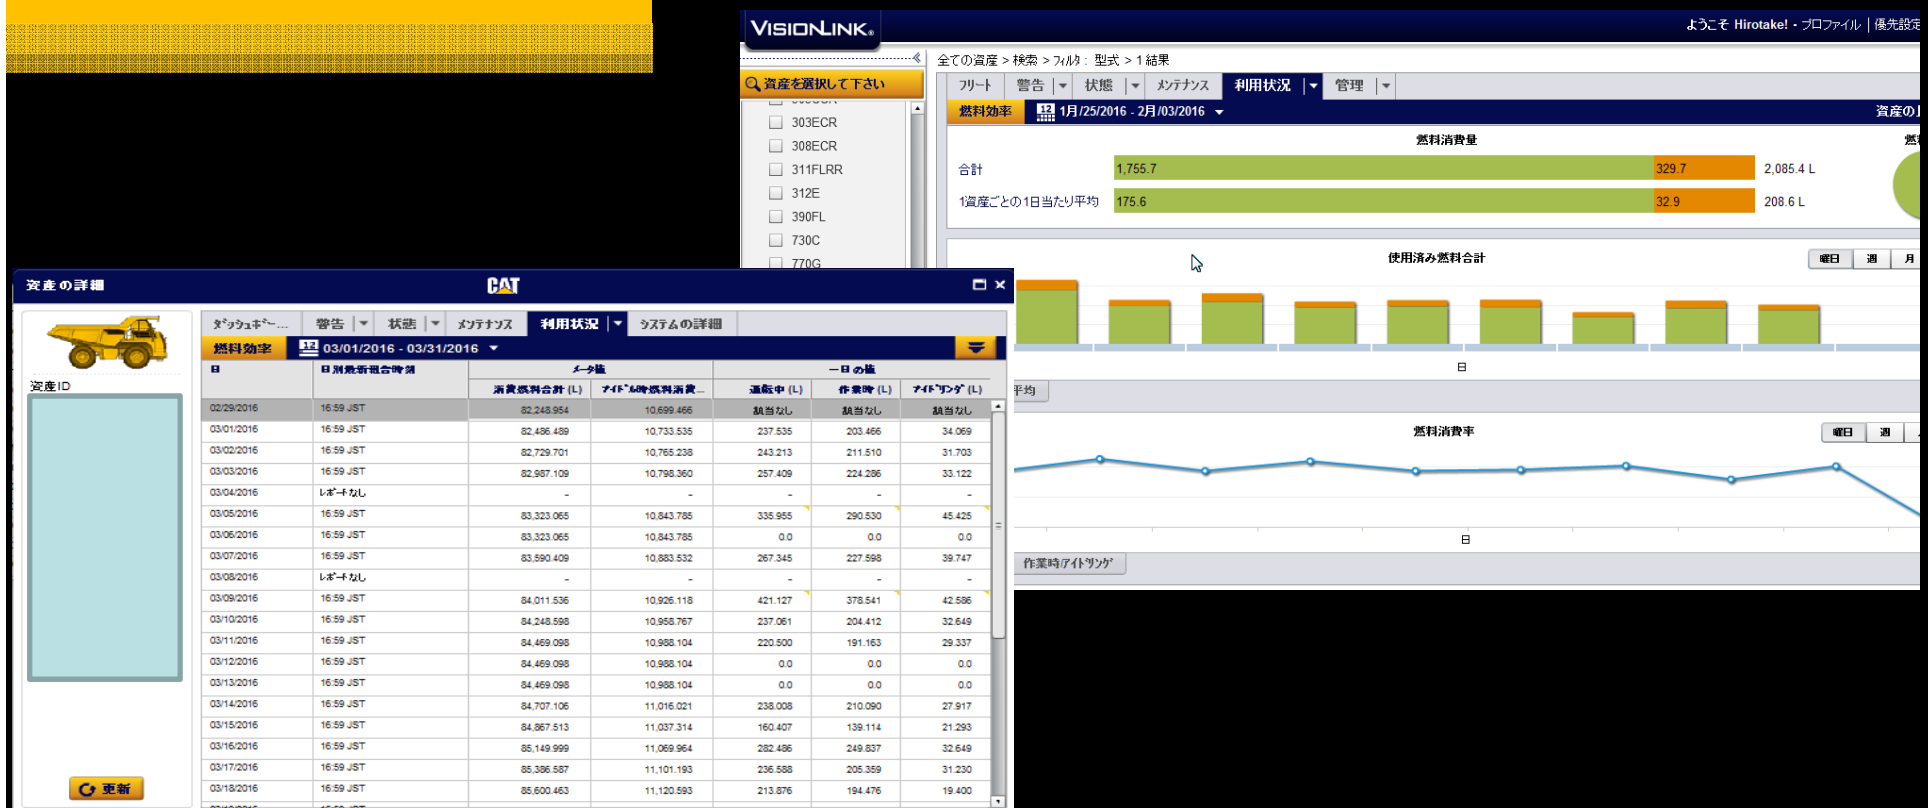 VISIONLINK®
ようこそ Hirotake! - プロファイル | 優先設定
全ての資産 > 検索 > フィルタ: 型式 > 1 結果
資産を選択して下さい
フリート 警告 状態 メンテナンス 利用状況 管理
燃料効率 12 1月/25/2016 - 2月/03/2016
303ECR
308ECR
311FLRR
312E
390FL
730C
770G
燃料消費量
合計 1,755.7 329.7 2,085.4 L
1資産ごとの1日当たり平均 175.6 32.9 208.6 L
使用済み燃料合計
曜日 週 月
日
平均
燃料消費率
曜日 週
日
作業時/アイドリング
資産の詳細 CAT
ダッシュボー... 警告 状態 メンテナンス 利用状況 システムの詳細
燃料効率 12 03/01/2016 - 03/31/2016
資産ID
更新
日 日別最新報告時刻 メータ値 一日の値
消費燃料合計 (L) アイドル時燃料消費... 運転中 (L) 作業時 (L) アイドリング (L)
02/29/2016 16:59 JST 82,248.954 10,699.466 該当なし 該当なし 該当なし
03/01/2016 16:59 JST 82,486.489 10,733.535 237.535 203.466 34.069
03/02/2016 16:59 JST 82,729.701 10,765.238 243.213 211.510 31.703
03/03/2016 16:59 JST 82,987.109 10,798.360 257.409 224.286 33.122
03/04/2016 レポートなし - - - - -
03/05/2016 16:59 JST 83,323.065 10,843.785 335.955 290.530 45.425
03/06/2016 16:59 JST 83,323.065 10,843.785 0.0 0.0 0.0
03/07/2016 16:59 JST 83,590.409 10,883.532 267.345 227.598 39.747
03/08/2016 レポートなし - - - - -
03/09/2016 16:59 JST 84,011.536 10,926.118 421.127 378.541 42.586
03/10/2016 16:59 JST 84,248.598 10,958.767 237.061 204.412 32.649
03/11/2016 16:59 JST 84,469.098 10,988.104 220.500 191.163 29.337
03/12/2016 16:59 JST 84,469.098 10,988.104 0.0 0.0 0.0
03/13/2016 16:59 JST 84,469.098 10,988.104 0.0 0.0 0.0
03/14/2016 16:59 JST 84,707.106 11,016.021 238.008 210.090 27.917
03/15/2016 16:59 JST 84,867.513 11,037.314 160.407 139.114 21.293
03/16/2016 16:59 JST 85,149.999 11,069.964 282.486 249.837 32.649
03/17/2016 16:59 JST 85,386.587 11,101.193 236.588 205.359 31.230
03/18/2016 16:59 JST 85,600.463 11,120.593 213.876 194.476 19.400